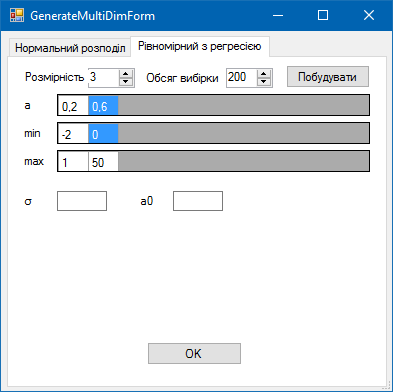 GenerateMultiDimForm
Нормальний розподіл Рівномірний з регресією
Розмірність 3 Обсяг вибірки 200 Побудувати
a 0,2 0,6
min -2 0
max 1 50
σ a0
OK